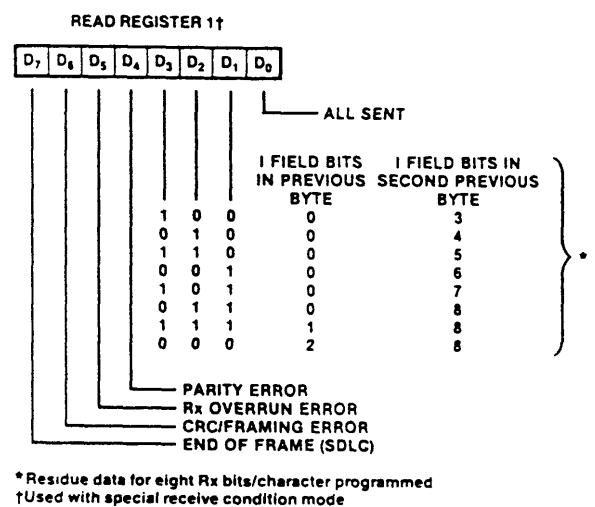 READ REGISTER 1†
D7 D6 D5 D4 D3 D2 D1 D0
ALL SENT
I FIELD BITS IN PREVIOUS BYTE I FIELD BITS IN SECOND PREVIOUS BYTE
1 0 0 0 3
0 1 0 0 4
1 1 0 0 5
0 0 1 0 6
1 0 1 0 7
0 1 1 0 8
1 1 1 1 8
0 0 0 2 8
*
PARITY ERROR
Rx OVERRUN ERROR
CRC/FRAMING ERROR
END OF FRAME (SDLC)
* Residue data for eight Rx bits/character programmed
†Used with special receive condition mode